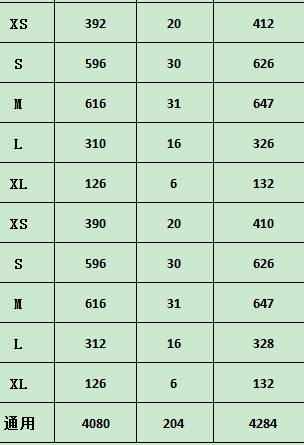 XS 392 20 412
S 596 30 626
M 616 31 647
L 310 16 326
XL 126 6 132
XS 390 20 410
S 596 30 626
M 616 31 647
L 312 16 328
XL 126 6 132
通用 4080 204 4284